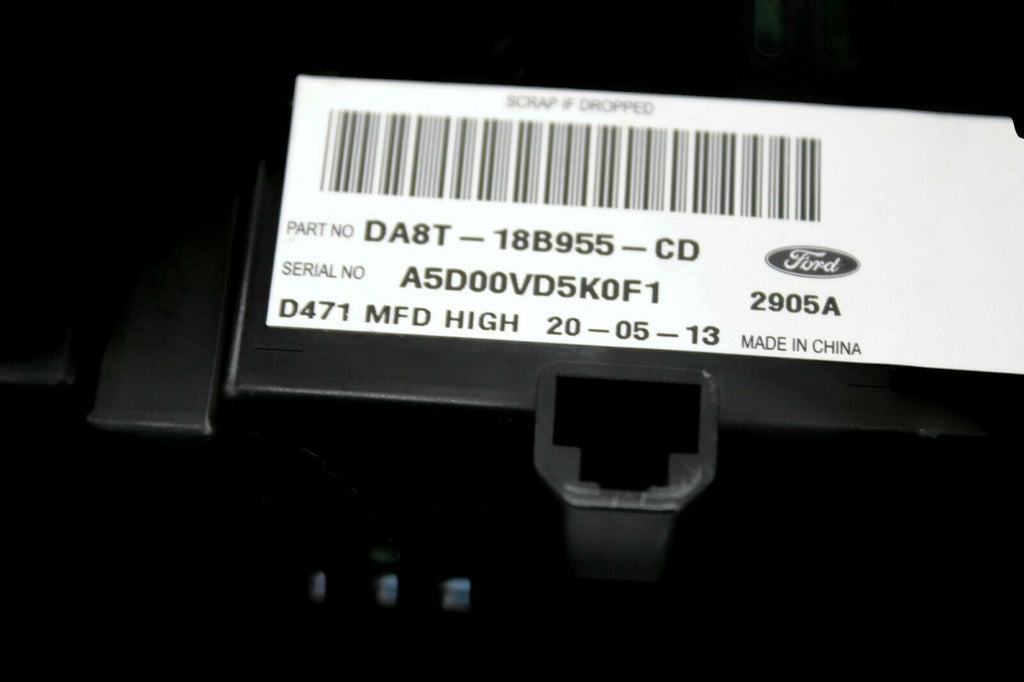 SCRAP IF DROPPED
PART NO DA8T-18B955-CD
Ford
SERIAL NO A5D00VD5K0F1
2905A
D471 MFD HIGH 20-05-13
MADE IN CHINA